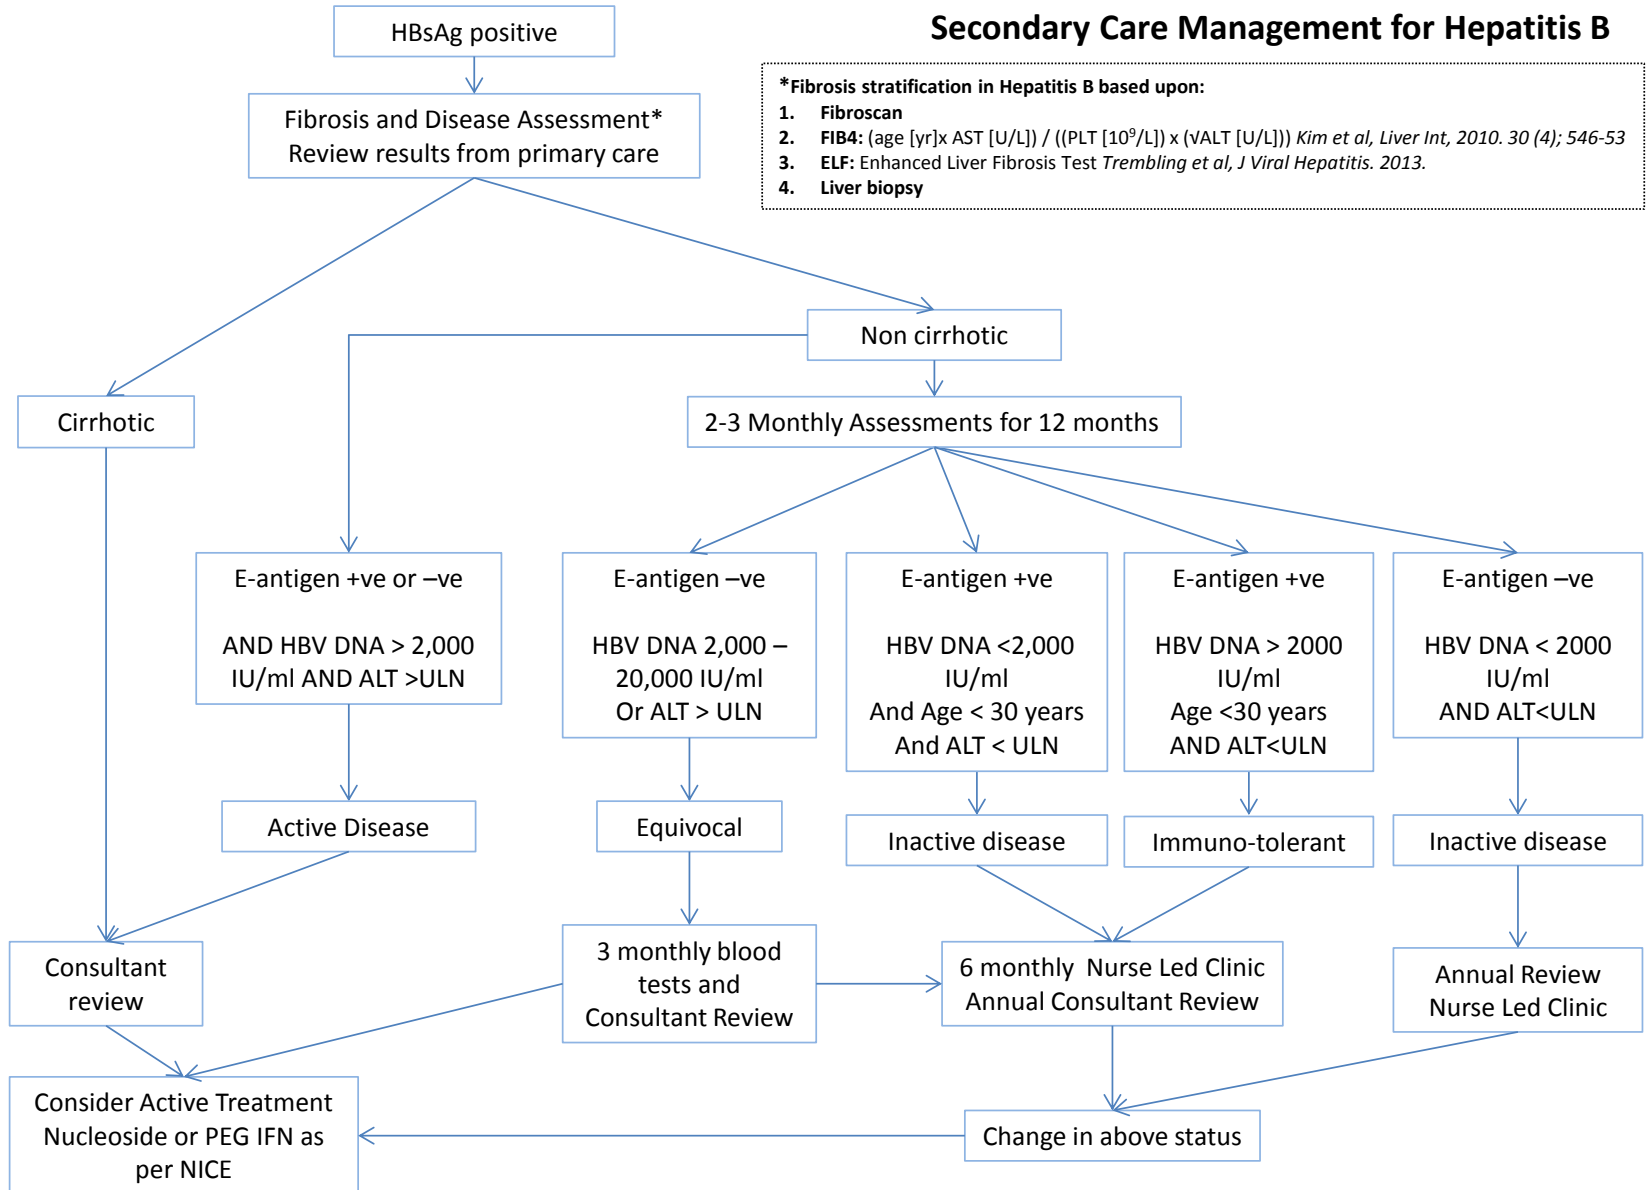 Secondary Care Management for Hepatitis B
HBsAg positive
*Fibrosis stratification in Hepatitis B based upon:
1. Fibroscan
2. FIB4: (age [yr]x AST [U/L]) / ((PLT [10⁹/L]) x (√ALT [U/L])) Kim et al, Liver Int, 2010. 30 (4); 546-53
3. ELF: Enhanced Liver Fibrosis Test Trembling et al, J Viral Hepatitis. 2013.
4. Liver biopsy
Fibrosis and Disease Assessment*
Review results from primary care
Non cirrhotic
Cirrhotic
2-3 Monthly Assessments for 12 months
E-antigen +ve or –ve
AND HBV DNA > 2,000
IU/ml AND ALT >ULN
E-antigen –ve
HBV DNA 2,000 –
20,000 IU/ml
Or ALT > ULN
E-antigen +ve
HBV DNA <2,000
IU/ml
And Age < 30 years
And ALT < ULN
E-antigen +ve
HBV DNA > 2000
IU/ml
Age <30 years
AND ALT<ULN
E-antigen –ve
HBV DNA < 2000
IU/ml
AND ALT<ULN
Active Disease
Equivocal
Inactive disease
Immuno-tolerant
Inactive disease
Consultant
review
3 monthly blood
tests and
Consultant Review
6 monthly  Nurse Led Clinic
Annual Consultant Review
Annual Review
Nurse Led Clinic
Consider Active Treatment
Nucleoside or PEG IFN as
per NICE
Change in above status